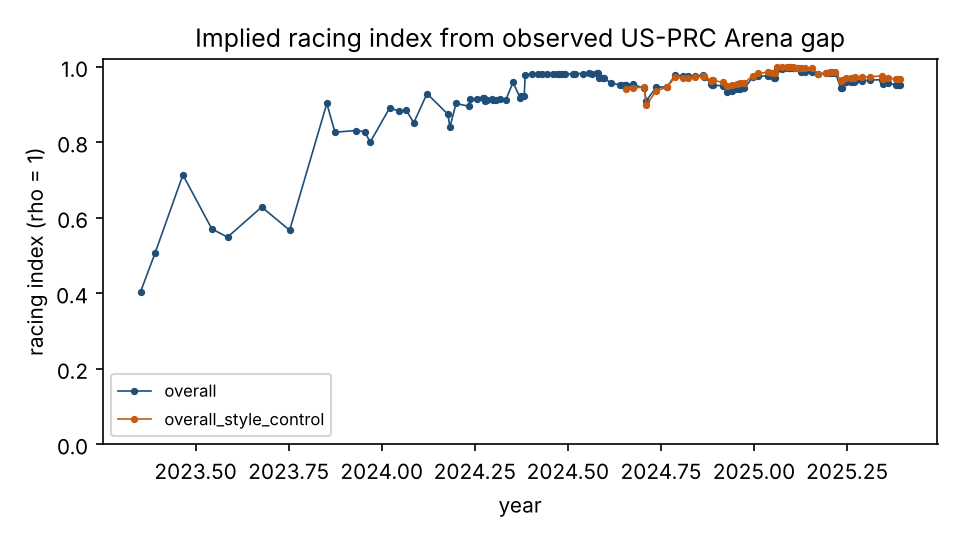 Implied racing index from observed US-PRC Arena gap
racing index (rho = 1)
1.0
0.8
0.6
0.4
0.2
0.0
overall
overall_style_control
2023.50 2023.75 2024.00 2024.25 2024.50 2024.75 2025.00 2025.25
year